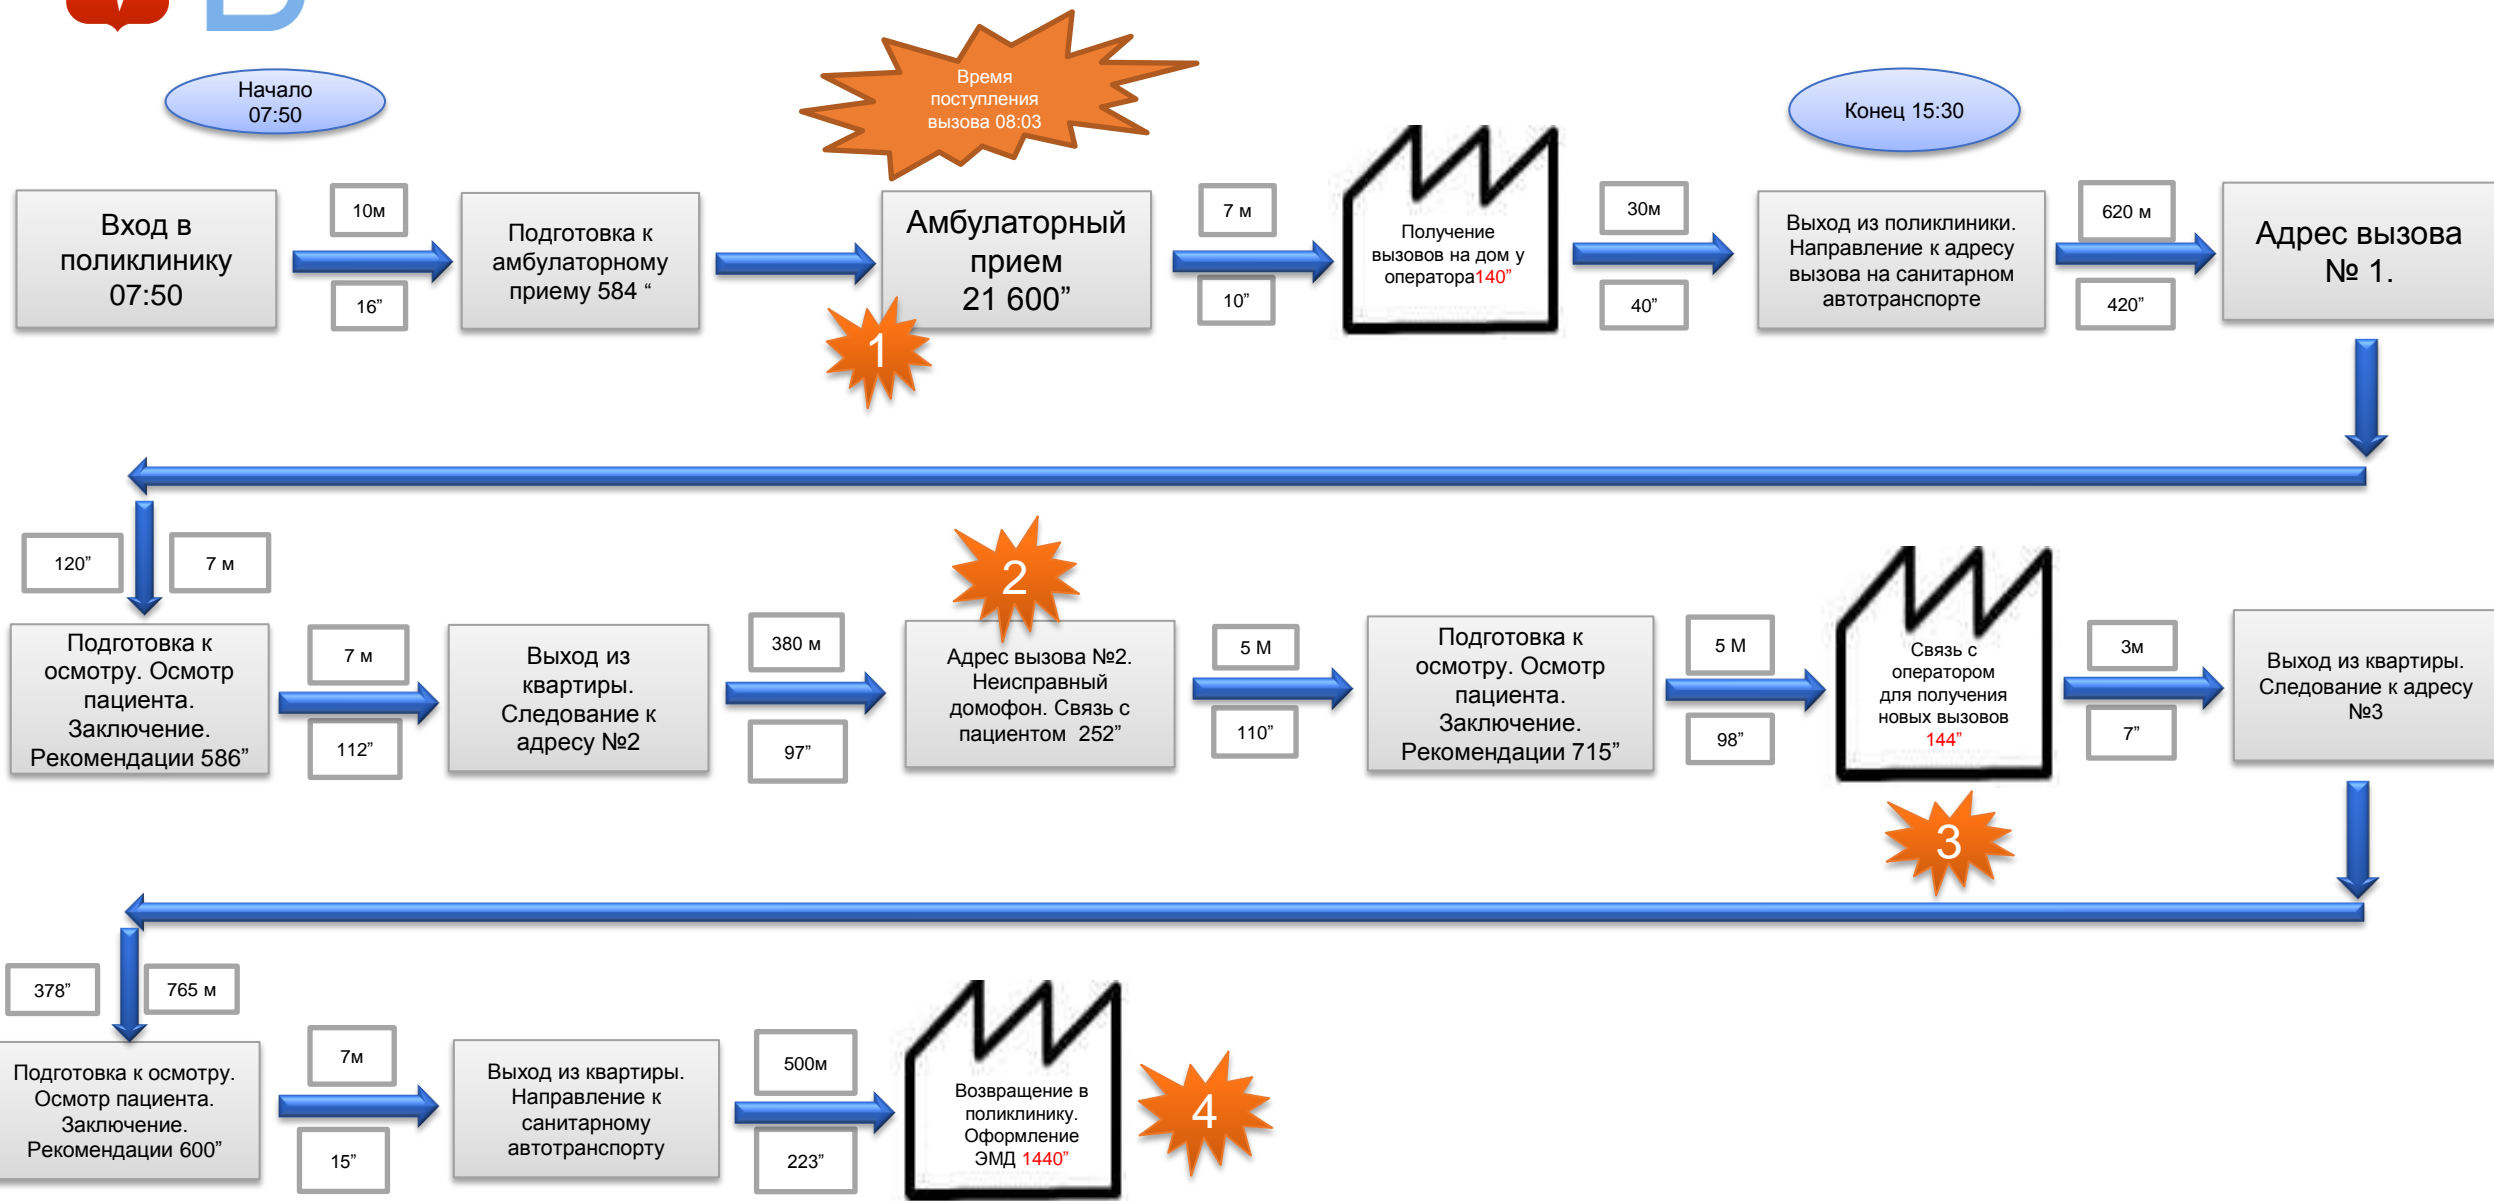 Начало
07:50
Время
поступления
вызова 08:03
Конец 15:30
Вход в
поликлинику
07:50
10м
16”
Подготовка к
амбулаторному
приему 584 “
Амбулаторный
прием
21 600”
1
7 м
10”
Получение
вызовов на дом у
оператора140”
30м
40”
Выход из поликлиники.
Направление к адресу
вызова на санитарном
автотранспорте
620 м
420”
Адрес вызова
№ 1.
120”
7 м
Подготовка к
осмотру. Осмотр
пациента.
Заключение.
Рекомендации 586”
7 м
112”
Выход из
квартиры.
Следование к
адресу №2
380 м
97”
2
Адрес вызова №2.
Неисправный
домофон. Связь с
пациентом  252”
5 М
110”
Подготовка к
осмотру. Осмотр
пациента.
Заключение.
Рекомендации 715”
5 М
98”
Связь с
оператором
для получения
новых вызовов
144”
3
3м
7”
Выход из квартиры.
Следование к адресу
№3
378”
765 м
Подготовка к осмотру.
Осмотр пациента.
Заключение.
Рекомендации 600”
7м
15”
Выход из квартиры.
Направление к
санитарному
автотранспорту
500м
223”
Возвращение в
поликлинику.
Оформление
ЭМД 1440”
4